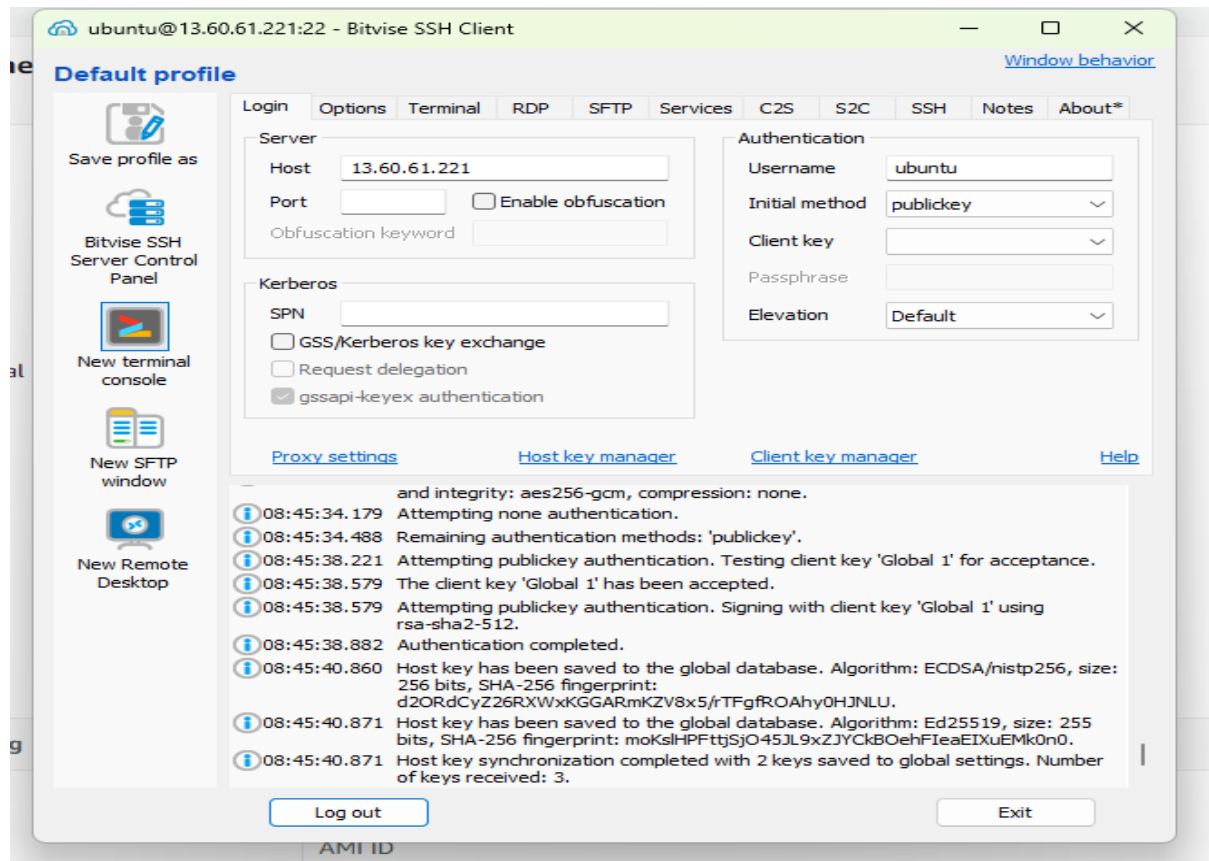 ubuntu@13.60.61.221:22 - Bitvise SSH Client
Default profile
Window behavior
Save profile as
Bitvise SSH
Server Control
Panel
New terminal
console
New SFTP
window
New Remote
Desktop
Login Options Terminal RDP SFTP Services C2S S2C SSH Notes About*
Server
Host 13.60.61.221
Port Enable obfuscation
Obfuscation keyword
Kerberos
SPN
GSS/Kerberos key exchange
Request delegation
gssapi-keyex authentication
Authentication
Username ubuntu
Initial method publickey
Client key
Passphrase
Elevation Default
Proxy settings Host key manager Client key manager Help
and integrity: aes256-gcm, compression: none.
08:45:34.179 Attempting none authentication.
08:45:34.488 Remaining authentication methods: 'publickey'.
08:45:38.221 Attempting publickey authentication. Testing client key 'Global 1' for acceptance.
08:45:38.579 The client key 'Global 1' has been accepted.
08:45:38.579 Attempting publickey authentication. Signing with client key 'Global 1' using
rsa-sha2-512.
08:45:38.882 Authentication completed.
08:45:40.860 Host key has been saved to the global database. Algorithm: ECDSA/nistp256, size:
256 bits, SHA-256 fingerprint:
d2ORdCyZ26RXWxKGGARmKZV8x5/rTFgfROAhy0HJNLU.
08:45:40.871 Host key has been saved to the global database. Algorithm: Ed25519, size: 255
bits, SHA-256 fingerprint: moKslHPFttjSjO45JL9xZJYCkBOehFIeaEIXuEMk0n0.
08:45:40.871 Host key synchronization completed with 2 keys saved to global settings. Number
of keys received: 3.
Log out Exit
AMI ID